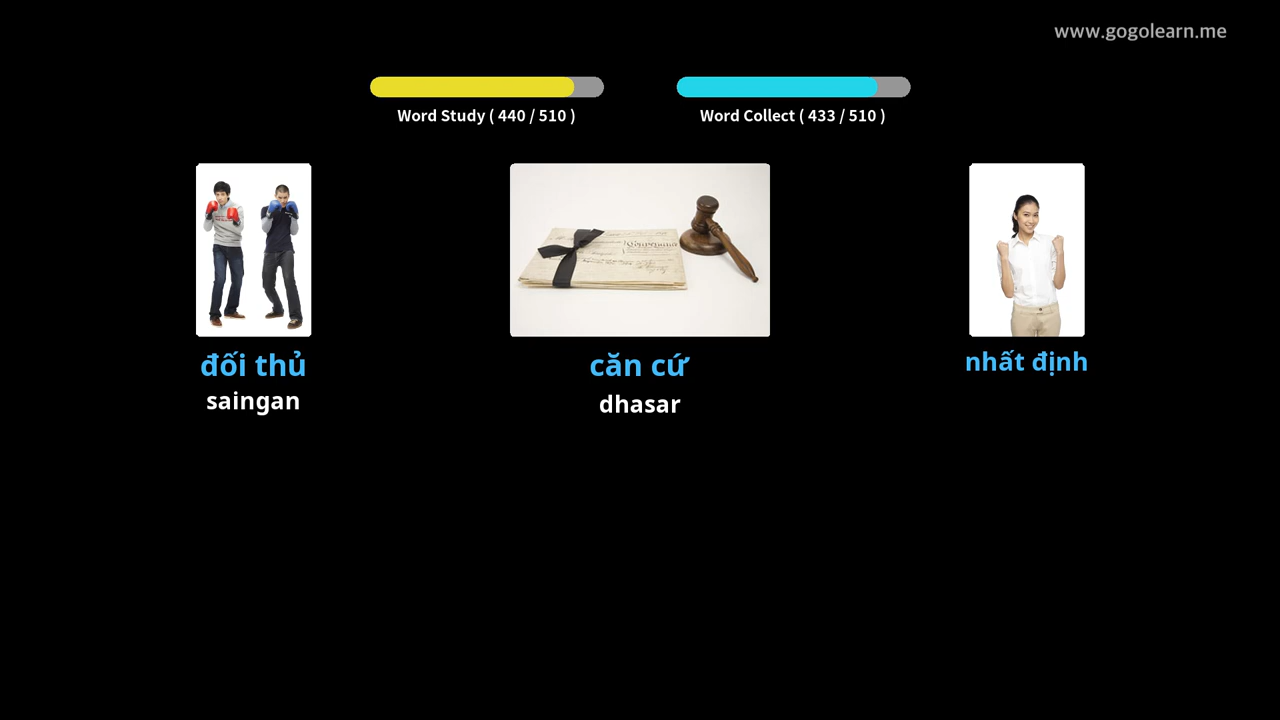 www.gogolearn.me
Word Study ( 440 / 510 )
Word Collect ( 433 / 510 )
đối thủ
saingan
căn cứ
dhasar
nhất định